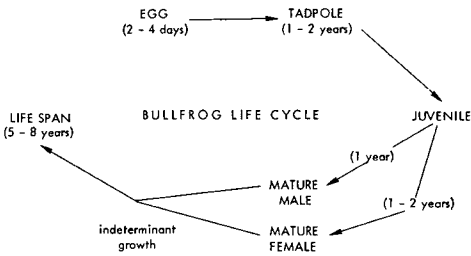 EGG
(2 - 4 days)
TADPOLE
(1 - 2 years)
LIFE SPAN
(5 - 8 years)
BULLFROG LIFE CYCLE
JUVENILE
(1 year)
MATURE
MALE
(1 - 2 years)
indeterminant
growth
MATURE
FEMALE